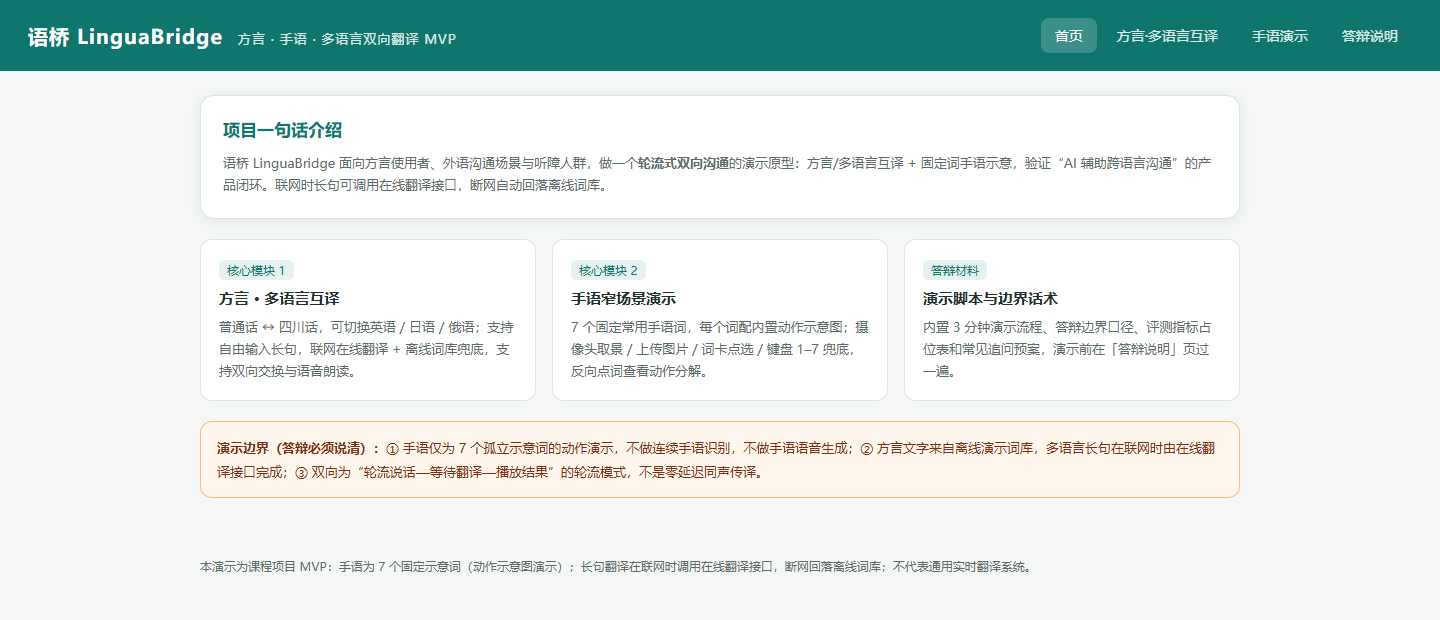 语桥 LinguaBridge 方言 · 手语 · 多语言双向翻译 MVP 首页 方言·多语言互译 手语演示 答辩说明
项目一句话介绍
语桥 LinguaBridge 面向方言使用者、外语沟通场景与听障人群，做一个轮流式双向沟通的演示原型：方言/多语言互译 + 固定词手语示意，验证“AI 辅助跨语言沟通”的产
品闭环。联网时长句可调用在线翻译接口，断网自动回落离线词库。
核心模块 1
方言 · 多语言互译
普通话 ↔ 四川话，可切换英语 / 日语 / 俄语；支持
自由输入长句，联网在线翻译 + 离线词库兜底，支
持双向交换与语音朗读。
核心模块 2
手语窄场景演示
7 个固定常用手语词，每个词配内置动作示意图；摄
像头取景 / 上传图片 / 词卡点选 / 键盘 1–7 兜底，
反向点词查看动作分解。
答辩材料
演示脚本与边界话术
内置 3 分钟演示流程、答辩边界口径、评测指标占
位表和常见追问预案，演示前在「答辩说明」页过
一遍。
演示边界（答辩必须说清）：① 手语仅为 7 个孤立示意词的动作演示，不做连续手语识别，不做手语语音生成；② 方言文字来自离线演示词库，多语言长句在联网时由在线翻
译接口完成；③ 双向为“轮流说话—等待翻译—播放结果”的轮流模式，不是零延迟同声传译。
本演示为课程项目 MVP：手语为 7 个固定示意词（动作示意图演示）；长句翻译在联网时调用在线翻译接口，断网回落离线词库；不代表通用实时翻译系统。